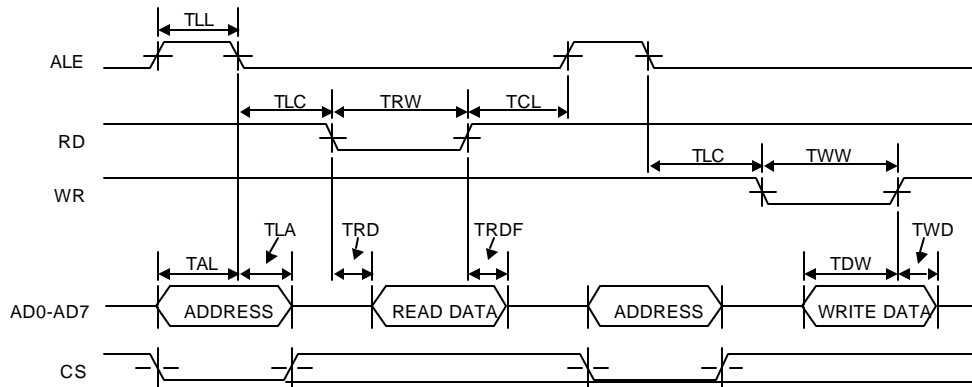 TLL
ALE
TLC TRW TCL
RD
TLC TWW
WR
TLA TRD TRDF TWD
TAL TDW
AD0-AD7 ADDRESS READ DATA ADDRESS WRITE DATA
CS